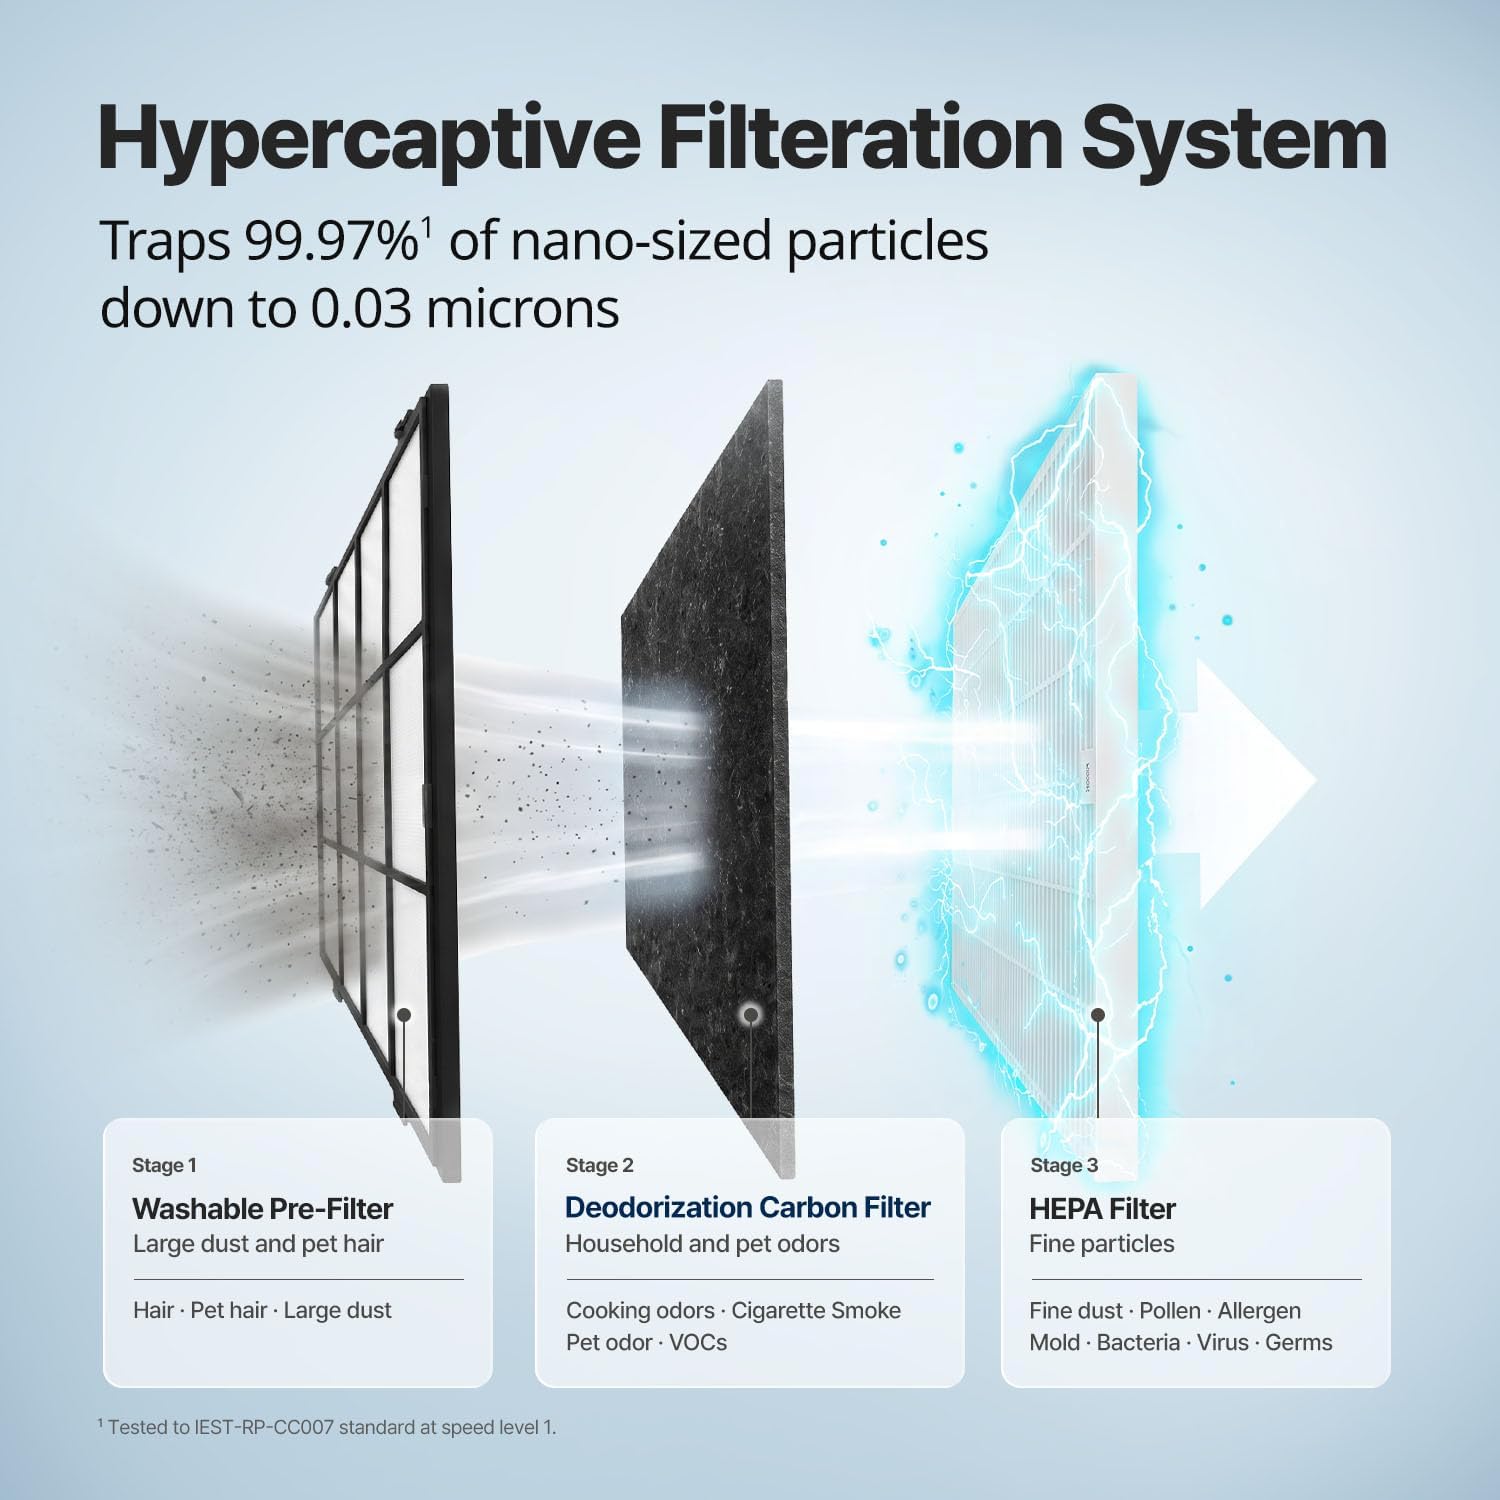 Hypercaptive Filteration System
Traps 99.97%¹ of nano-sized particles
down to 0.03 microns
Stage 1
Washable Pre-Filter
Large dust and pet hair
Hair · Pet hair · Large dust
Stage 2
Deodorization Carbon Filter
Household and pet odors
Cooking odors · Cigarette Smoke
Pet odor · VOCs
Stage 3
HEPA Filter
Fine particles
Fine dust · Pollen · Allergen
Mold · Bacteria · Virus · Germs
¹ Tested to IEST-RP-CC007 standard at speed level 1.